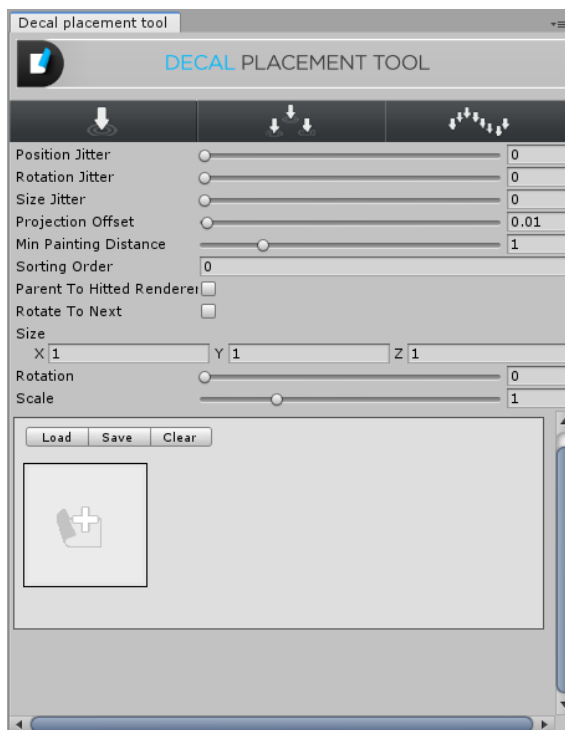 Decal placement tool
DECAL PLACEMENT TOOL
Position Jitter 0
Rotation Jitter 0
Size Jitter 0
Projection Offset 0.01
Min Painting Distance 1
Sorting Order 0
Parent To Hitted Renderer
Rotate To Next
Size
X 1 Y 1 Z 1
Rotation 0
Scale 1
Load Save Clear